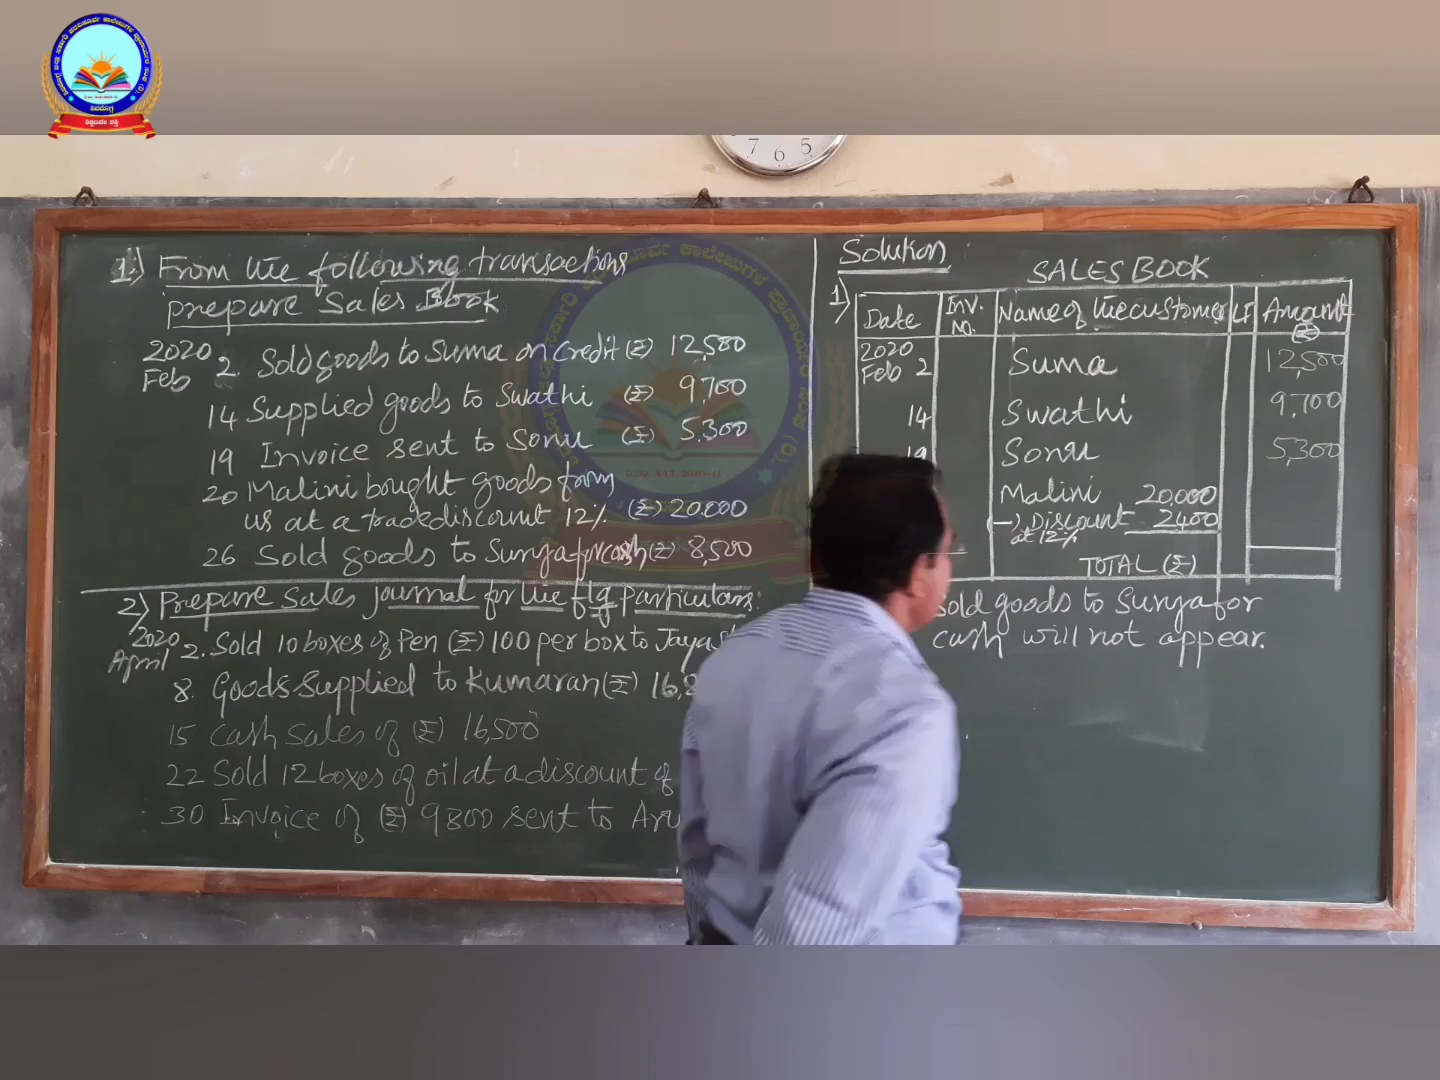 7 6 5
1.) From the following transactions
prepare Sales Book
2020
Feb 2. Sold goods to Suma on Credit (₹) 12,500
14 Supplied goods to Swathi (₹) 9,700
19 Invoice sent to Sonu (₹) 5,300
20 Malini bought goods from
us at a trade discount 12% (₹) 20,000
26 Sold goods to Surya for cash (₹) 8,500
2) Prepare Sales Journal for the flg particulars:
2020
April 2. Sold 10 boxes of Pen (₹) 100 per box to
8. Goods Supplied to Kumaran (₹)
15 Cash Sales of (₹) 16,500
22 Sold 12 boxes of oil at a discount of
30 Invoice of (₹) 9800 sent to
Solution
SALES BOOK
1)
Date Inv. No. Name of the customer LF Amount (₹)
2020
Feb 2 Suma 12,500
14 Swathi 9,700
19 Sonu 5,300
Malini 20,000
(-) Discount 2400
at 12%
TOTAL (₹)
Sold goods to Surya for
cash will not appear.